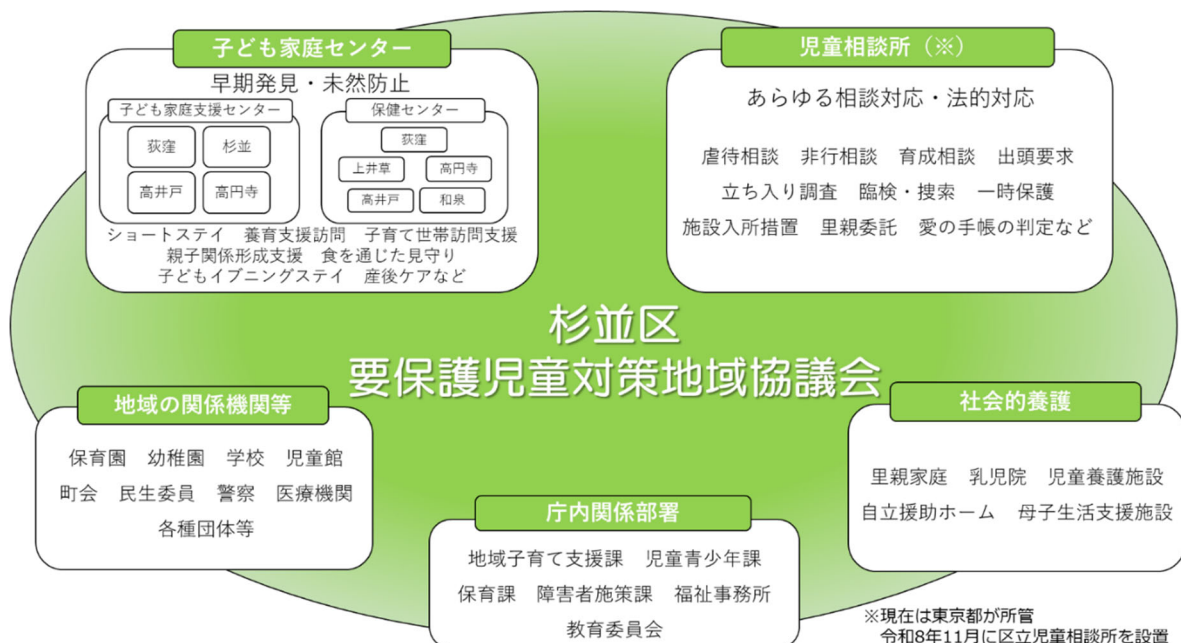 子ども家庭センター
早期発見・未然防止
子ども家庭支援センター
荻窪 杉並
高井戸 高円寺
保健センター
荻窪
上井草 高円寺
高井戸 和泉
ショートステイ 養育支援訪問 子育て世帯訪問支援
親子関係形成支援 食を通じた見守り
子どもイブニングステイ 産後ケアなど
児童相談所（※）
あらゆる相談対応・法的対応
虐待相談 非行相談 育成相談 出頭要求
立ち入り調査 臨検・捜索 一時保護
施設入所措置 里親委託 愛の手帳の判定など
杉並区
要保護児童対策地域協議会
地域の関係機関等
保育園 幼稚園 学校 児童館
町会 民生委員 警察 医療機関
各種団体等
庁内関係部署
地域子育て支援課 児童青少年課
保育課 障害者施策課 福祉事務所
教育委員会
社会的養護
里親家庭 乳児院 児童養護施設
自立援助ホーム 母子生活支援施設
※現在は東京都が所管
令和8年11月に区立児童相談所を設置